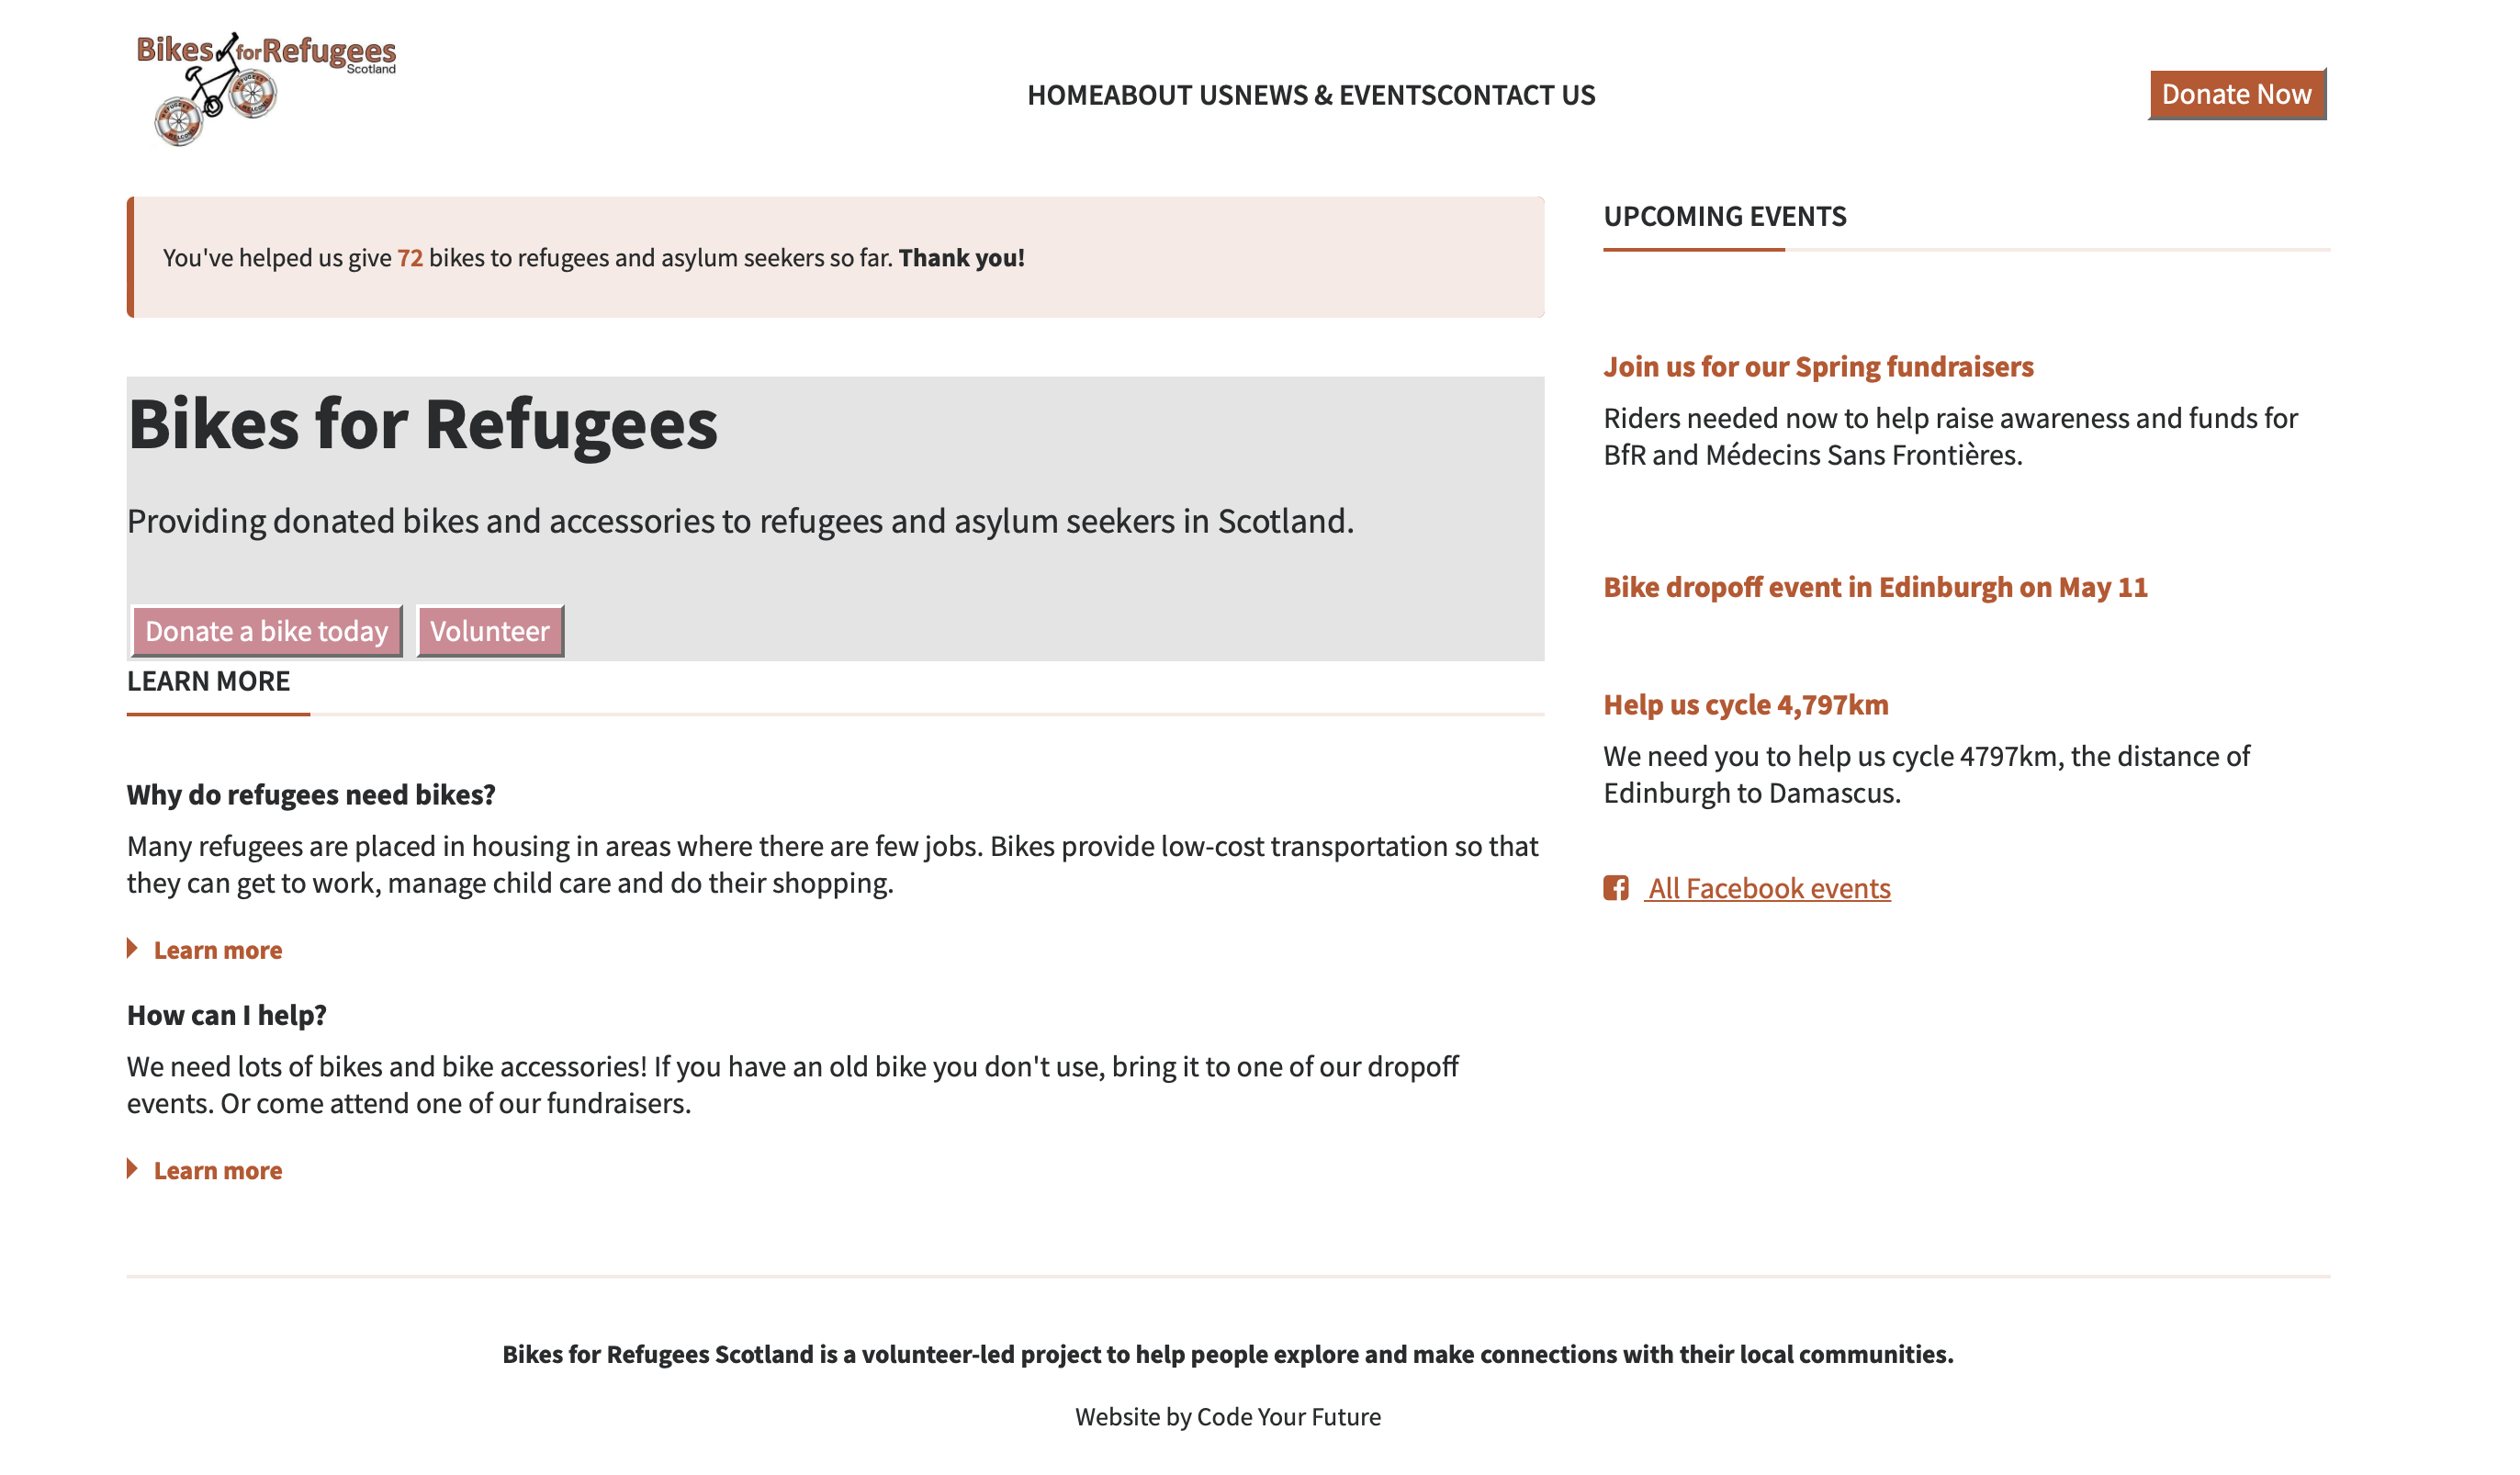 Bikes for Refugees
Scotland
HOMEABOUT USNEWS & EVENTSCONTACT US
Donate Now
You've helped us give 72 bikes to refugees and asylum seekers so far. Thank you!
Bikes for Refugees
Providing donated bikes and accessories to refugees and asylum seekers in Scotland.
Donate a bike today
Volunteer
LEARN MORE
Why do refugees need bikes?
Many refugees are placed in housing in areas where there are few jobs. Bikes provide low-cost transportation so that
they can get to work, manage child care and do their shopping.
Learn more
How can I help?
We need lots of bikes and bike accessories! If you have an old bike you don't use, bring it to one of our dropoff
events. Or come attend one of our fundraisers.
Learn more
UPCOMING EVENTS
Join us for our Spring fundraisers
Riders needed now to help raise awareness and funds for
BfR and Médecins Sans Frontières.
Bike dropoff event in Edinburgh on May 11
Help us cycle 4,797km
We need you to help us cycle 4797km, the distance of
Edinburgh to Damascus.
All Facebook events
Bikes for Refugees Scotland is a volunteer-led project to help people explore and make connections with their local communities.
Website by Code Your Future